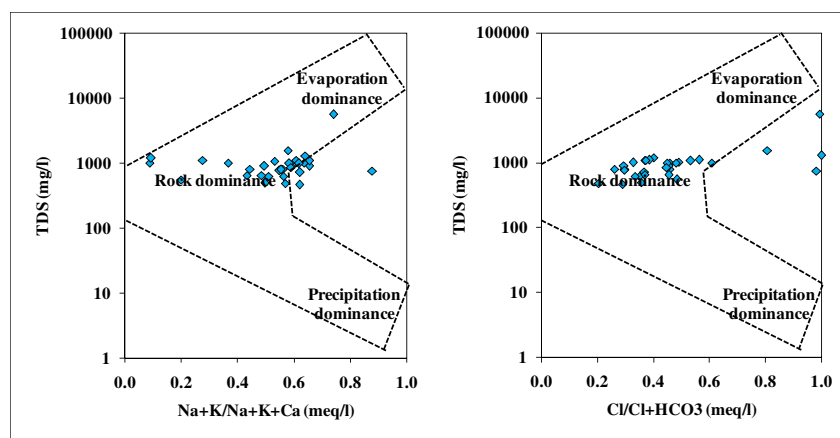 100000
10000
1000
100
10
1
TDS (mg/l)
Evaporation
dominance
Rock dominance
Precipitation
dominance
0.0 0.2 0.4 0.6 0.8 1.0
Na+K/Na+K+Ca (meq/l)
100000
10000
1000
100
10
1
TDS (mg/l)
Evaporation
dominance
Rock dominance
Precipitation
dominance
0.0 0.2 0.4 0.6 0.8 1.0
Cl/Cl+HCO3 (meq/l)